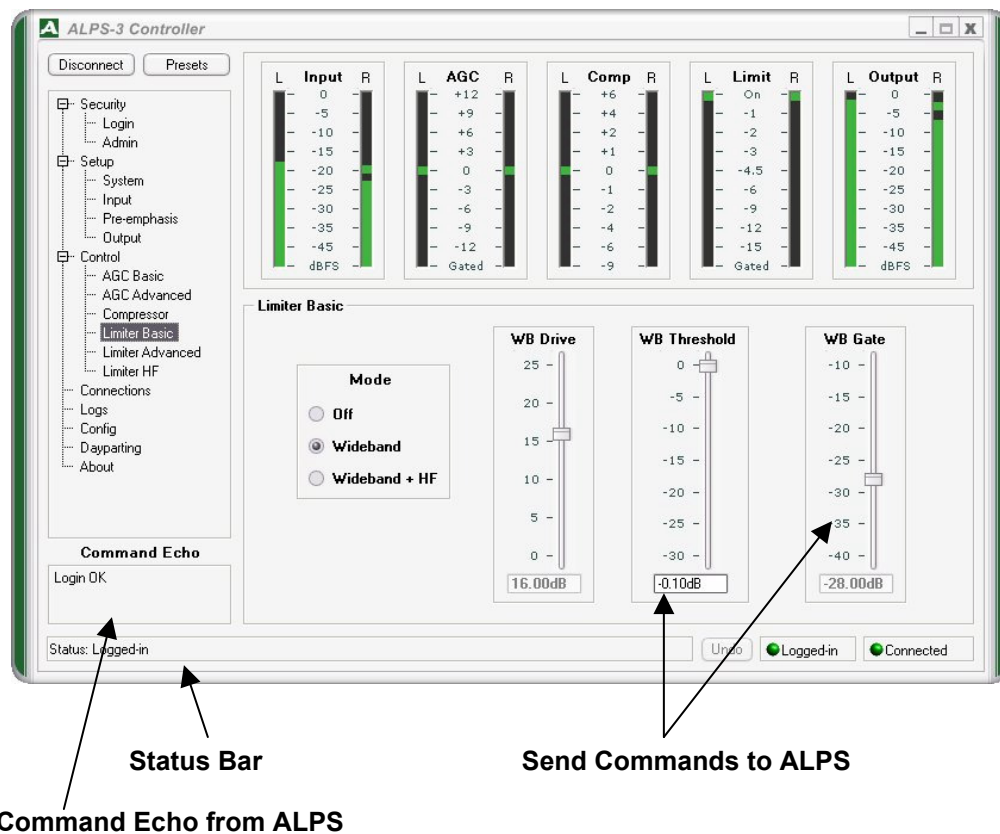 A ALPS-3 Controller
Disconnect Presets
Security
Login
Admin
Setup
System
Input
Pre-emphasis
Output
Control
AGC Basic
AGC Advanced
Compressor
Limiter Basic
Limiter Advanced
Limiter HF
Connections
Logs
Config
Dayparting
About
Command Echo
Login OK
L Input R
0
-5
-10
-15
-20
-25
-30
-35
-45
dBFS
L AGC R
+12
+9
+6
+3
0
-3
-6
-9
-12
Gated
L Comp R
+6
+4
+2
+1
0
-1
-2
-4
-6
-9
L Limit R
On
-1
-2
-3
-4.5
-6
-9
-12
-15
Gated
L Output R
0
-5
-10
-15
-20
-25
-30
-35
-45
dBFS
Limiter Basic
Mode
Off
Wideband
Wideband + HF
WB Drive
25
20
15
10
5
0
16.00dB
WB Threshold
0
-5
-10
-15
-20
-25
-30
-0.10dB
WB Gate
-10
-15
-20
-25
-30
-35
-40
-28.00dB
Status: Logged-in
Undo
Logged-in
Connected
Status Bar
Send Commands to ALPS
Command Echo from ALPS